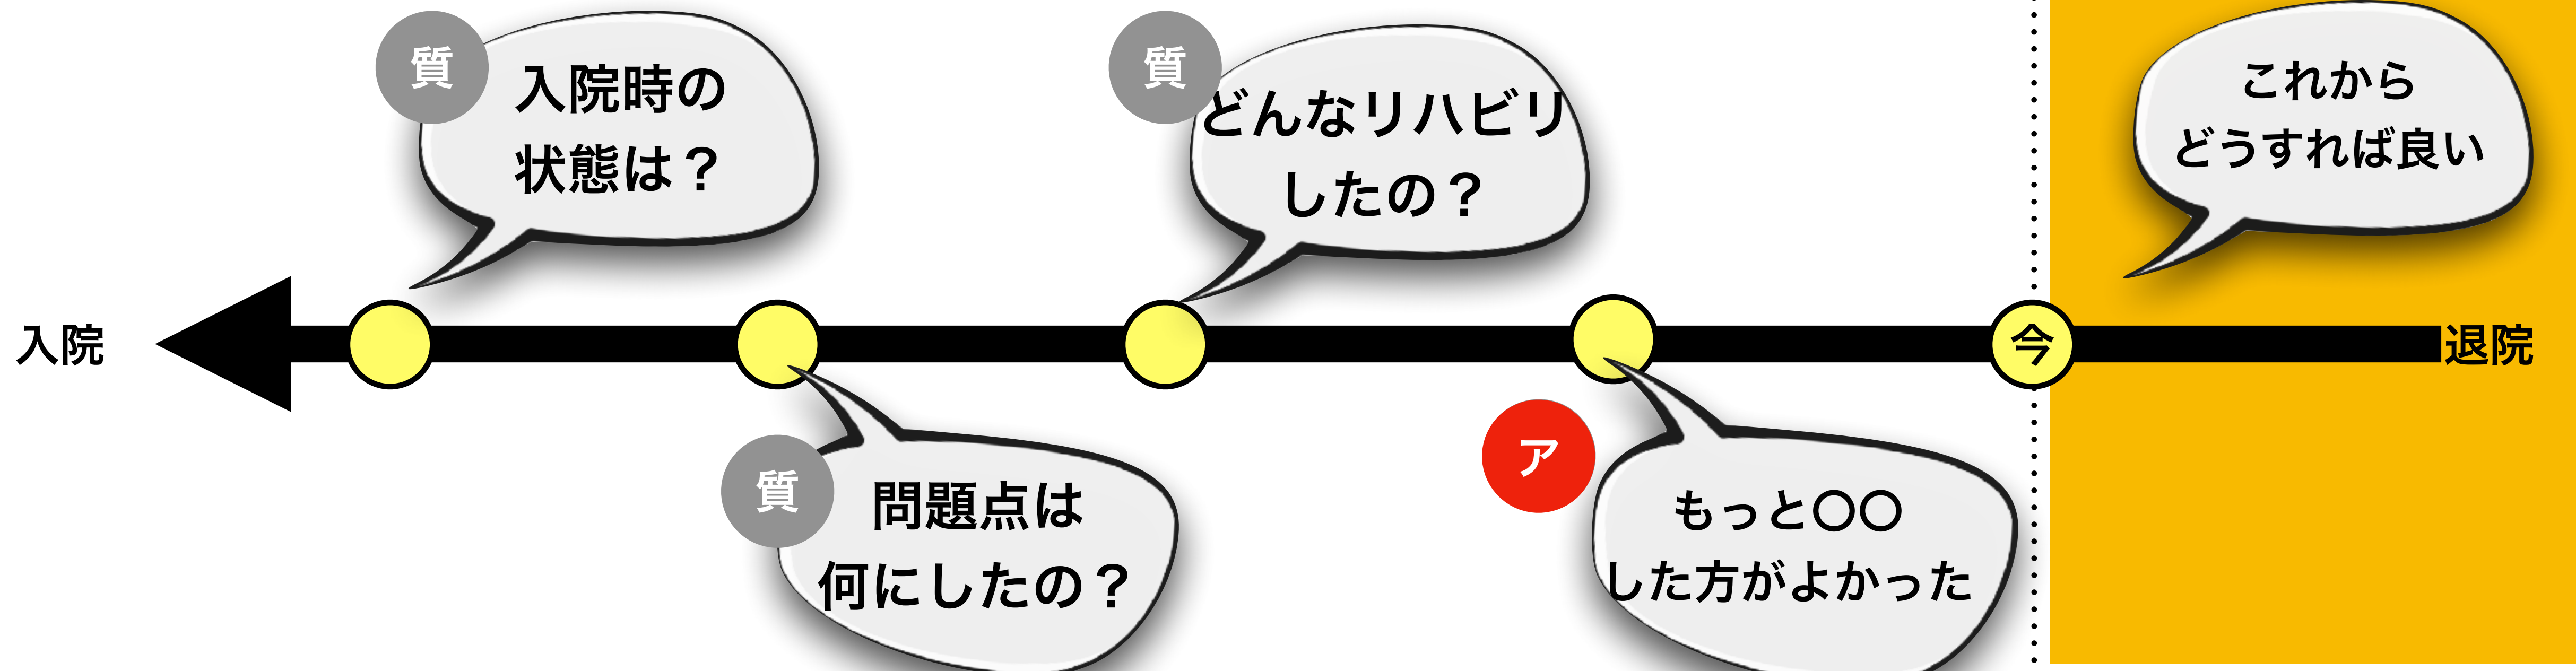 質
入院時の
状態は？
質
どんなリハビリ
したの？
これから
どうすれば良い
入院
今
退院
質
問題点は
何にしたの？
ア
もっと〇〇
した方がよかった